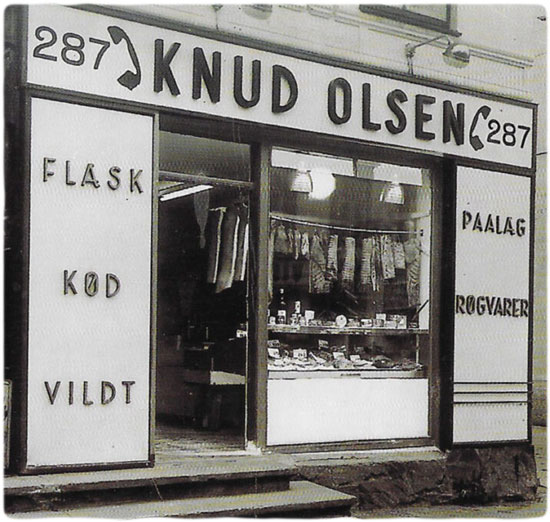 287 KNUD OLSEN 287
FLÆSK
KØD
VILDT
PAALÆG
RØGVARER